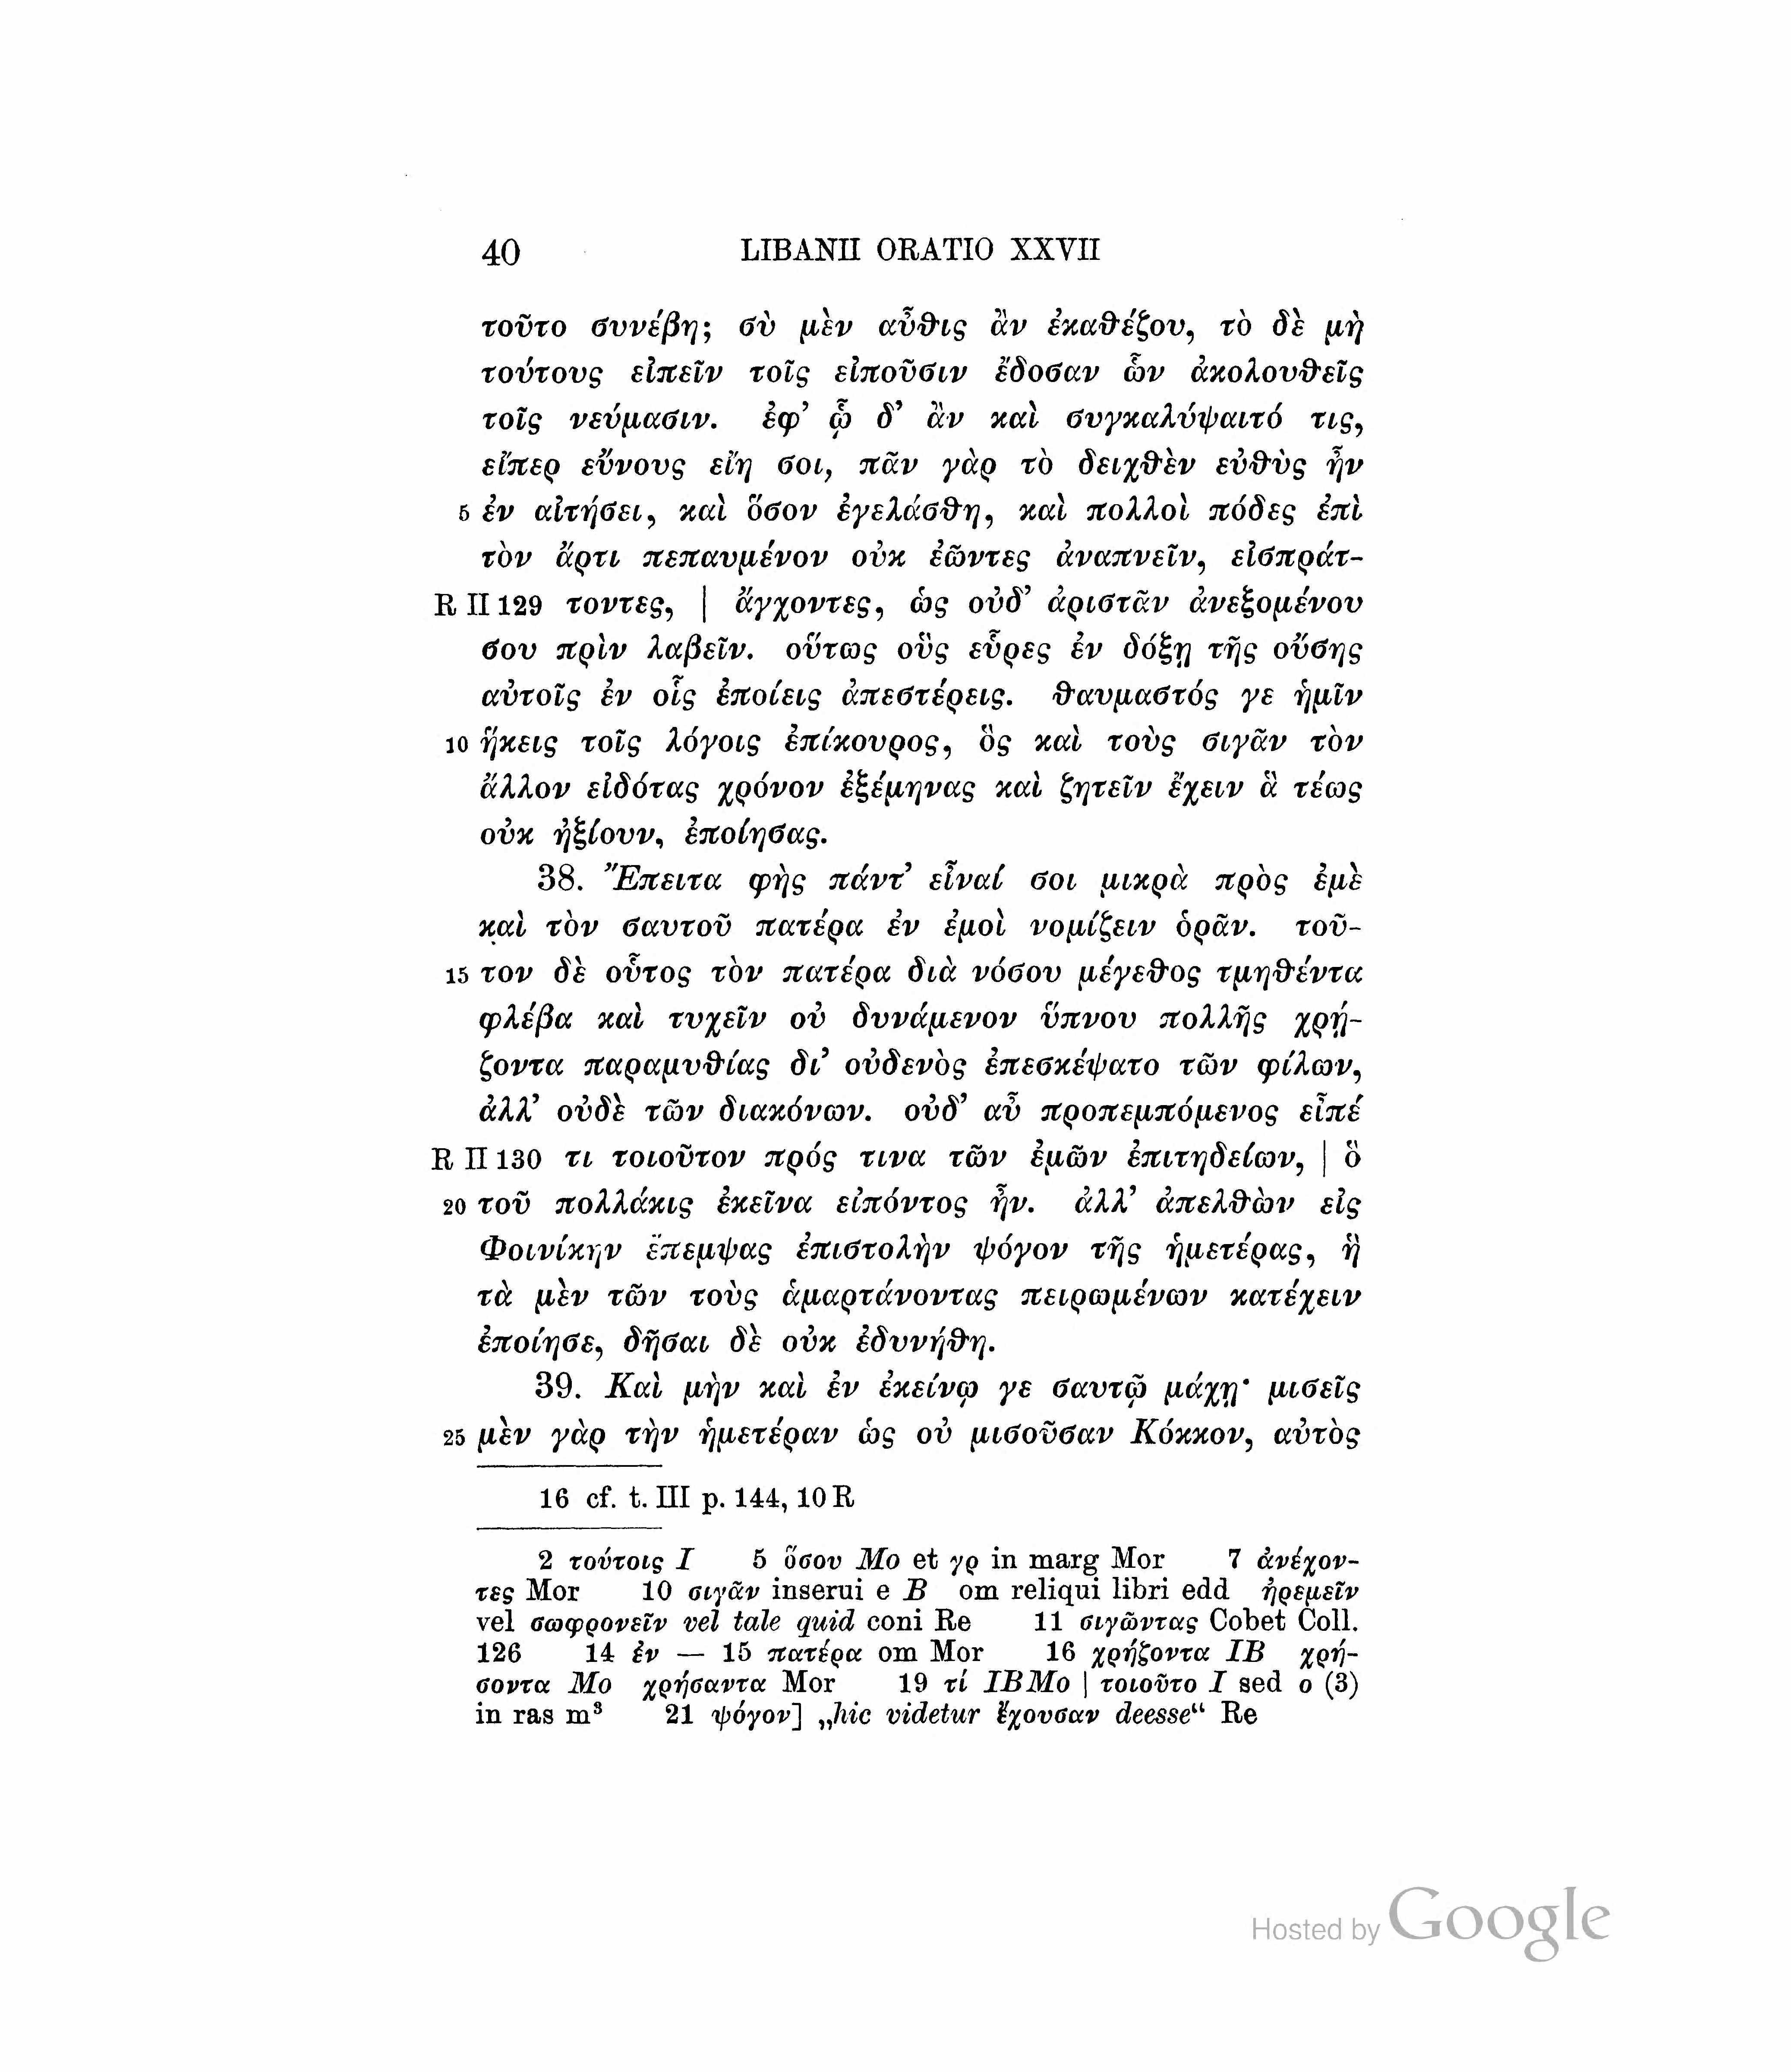 40 LIBANII ORATIO XXVII
τοῦτο συνέβη; σὺ μὲν αὖϑις ἂν ἐκαϑέζου, τὸ δὲ μὴ
τούτους εἰπεῖν τοῖς εἰποῦσιν ἔδοσαν ὧν ἀκολουϑεῖς
τοῖς νεύμασιν. ἐφ’ ᾧ δ’ ἂν καὶ συγκαλύψαιτό τις,
εἴπερ εὔνους εἴη σοι, πᾶν γὰρ τὸ δειχϑὲν εὐϑὺς ἦν
5 ἐν αἰτήσει, καὶ ὅσον ἐγελάσϑη, καὶ πολλοὶ πόδες ἐπὶ
τὸν ἄρτι πεπαυμένον οὐκ ἐῶντες ἀναπνεῖν, εἰσπράτ-
R II 129 τοντες, | ἄγχοντες, ὡς οὐδ’ ἀριστᾶν ἀνεξομένου
σου πρὶν λαβεῖν. οὕτως οὓς εὗρες ἐν δόξῃ τῆς οὔσης
αὐτοῖς ἐν οἷς ἐποίεις ἀπεστέρεις. ϑαυμαστός γε ἡμῖν
10 ἥκεις τοῖς λόγοις ἐπίκουρος, ὃς καὶ τοὺς σιγᾶν τὸν
ἄλλον εἰδότας χρόνον ἐξέμηνας καὶ ζητεῖν ἔχειν ἃ τέως
οὐκ ἠξίουν, ἐποίησας.
38. Ἔπειτα φὴς πάντ’ εἶναί σοι μικρὰ πρὸς ἐμὲ
καὶ τὸν σαυτοῦ πατέρα ἐν ἐμοὶ νομίζειν ὁρᾶν. τοῦ-
15 τον δὲ οὗτος τὸν πατέρα διὰ νόσου μέγεϑος τμηϑέντα
φλέβα καὶ τυχεῖν οὐ δυνάμενον ὕπνου πολλῆς χρῄ-
ζοντα παραμυϑίας δι’ οὐδενὸς ἐπεσκέψατο τῶν φίλων,
ἀλλ’ οὐδὲ τῶν διακόνων. οὐδ’ αὖ προπεμπόμενος εἶπέ
R II 130 τι τοιοῦτον πρός τινα τῶν ἐμῶν ἐπιτηδείων, | ὃ
20 τοῦ πολλάκις ἐκεῖνα εἰπόντος ἦν. ἀλλ’ ἀπελϑὼν εἰς
Φοινίκην ἔπεμψας ἐπιστολὴν ψόγον τῆς ἡμετέρας, ἣ
τὰ μὲν τῶν τοὺς ἁμαρτάνοντας πειρωμένων κατέχειν
ἐποίησε, δῆσαι δὲ οὐκ ἐδυνήϑη.
39. Καὶ μὴν καὶ ἐν ἐκείνῳ γε σαυτῷ μάχῃ· μισεῖς
25 μὲν γὰρ τὴν ἡμετέραν ὡς οὐ μισοῦσαν Κόκκον, αὐτὸς
16 cf. t. III p. 144, 10 R
2 τούτοις I 5 ὅσου Mo et γρ in marg Mor 7 ἀνέχον-
τες Mor 10 σιγᾶν inserui e B om reliqui libri edd ἠρεμεῖν
vel σωφρονεῖν vel tale quid coni Re 11 σιγῶντας Cobet Coll.
126 14 ἐν — 15 πατέρα om Mor 16 χρήζοντα IB χρή-
σοντα Mo χρήσαντα Mor 19 τί IBMo | τοιοῦτο I sed ο (3)
in ras m³ 21 ψόγον] „hic videtur ἔχουσαν deesse“ Re
Hosted by Google